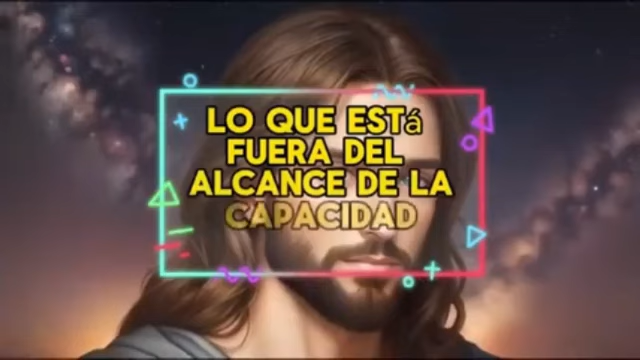 LO QUE ESTá
FUERA DEL
ALCANCE DE LA
CAPACIDAD